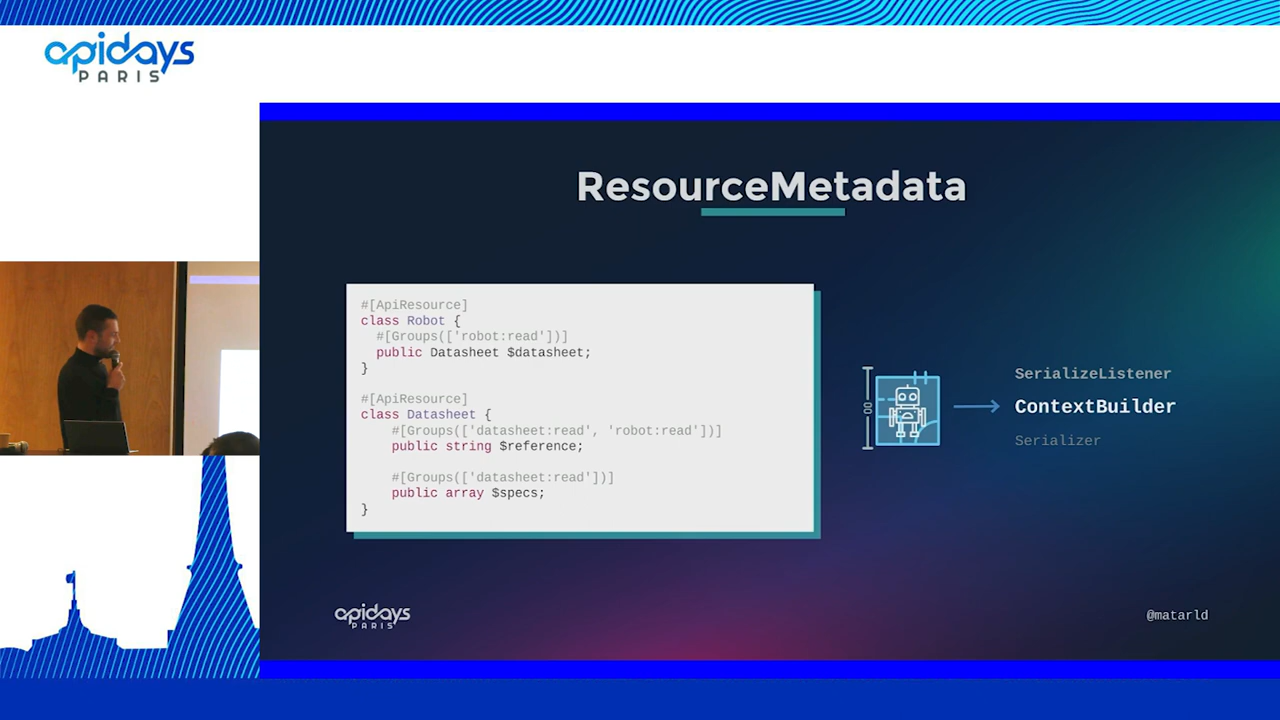 apidays
PARIS
ResourceMetadata
#[ApiResource]
class Robot {
#[Groups(['robot:read'])]
public Datasheet $datasheet;
}
#[ApiResource]
class Datasheet {
#[Groups(['datasheet:read', 'robot:read'])]
public string $reference;
#[Groups(['datasheet:read'])]
public array $specs;
}
SerializeListener
ContextBuilder
Serializer
apidays
PARIS
@matarld